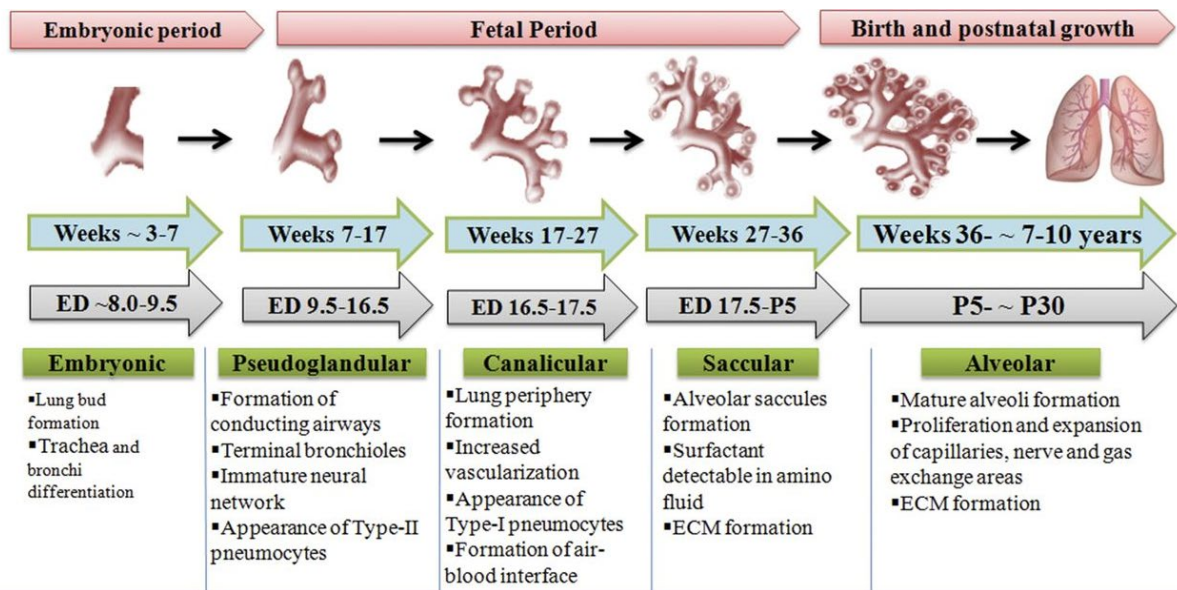 Embryonic period
Fetal Period
Birth and postnatal growth
Weeks ~ 3-7
Weeks 7-17
Weeks 17-27
Weeks 27-36
Weeks 36- ~ 7-10 years
ED ~8.0-9.5
ED 9.5-16.5
ED 16.5-17.5
ED 17.5-P5
P5- ~ P30
Embryonic
▪Lung bud
formation
▪Trachea and
bronchi
differentiation
Pseudoglandular
▪Formation of
conducting airways
▪Terminal bronchioles
▪Immature neural
network
▪Appearance of Type-II
pneumocytes
Canalicular
▪Lung periphery
formation
▪Increased
vascularization
▪Appearance of
Type-I pneumocytes
▪Formation of air-
blood interface
Saccular
▪Alveolar saccules
formation
▪Surfactant
detectable in amino
fluid
▪ECM formation
Alveolar
▪Mature alveoli formation
▪Proliferation and expansion
of capillaries, nerve and gas
exchange areas
▪ECM formation